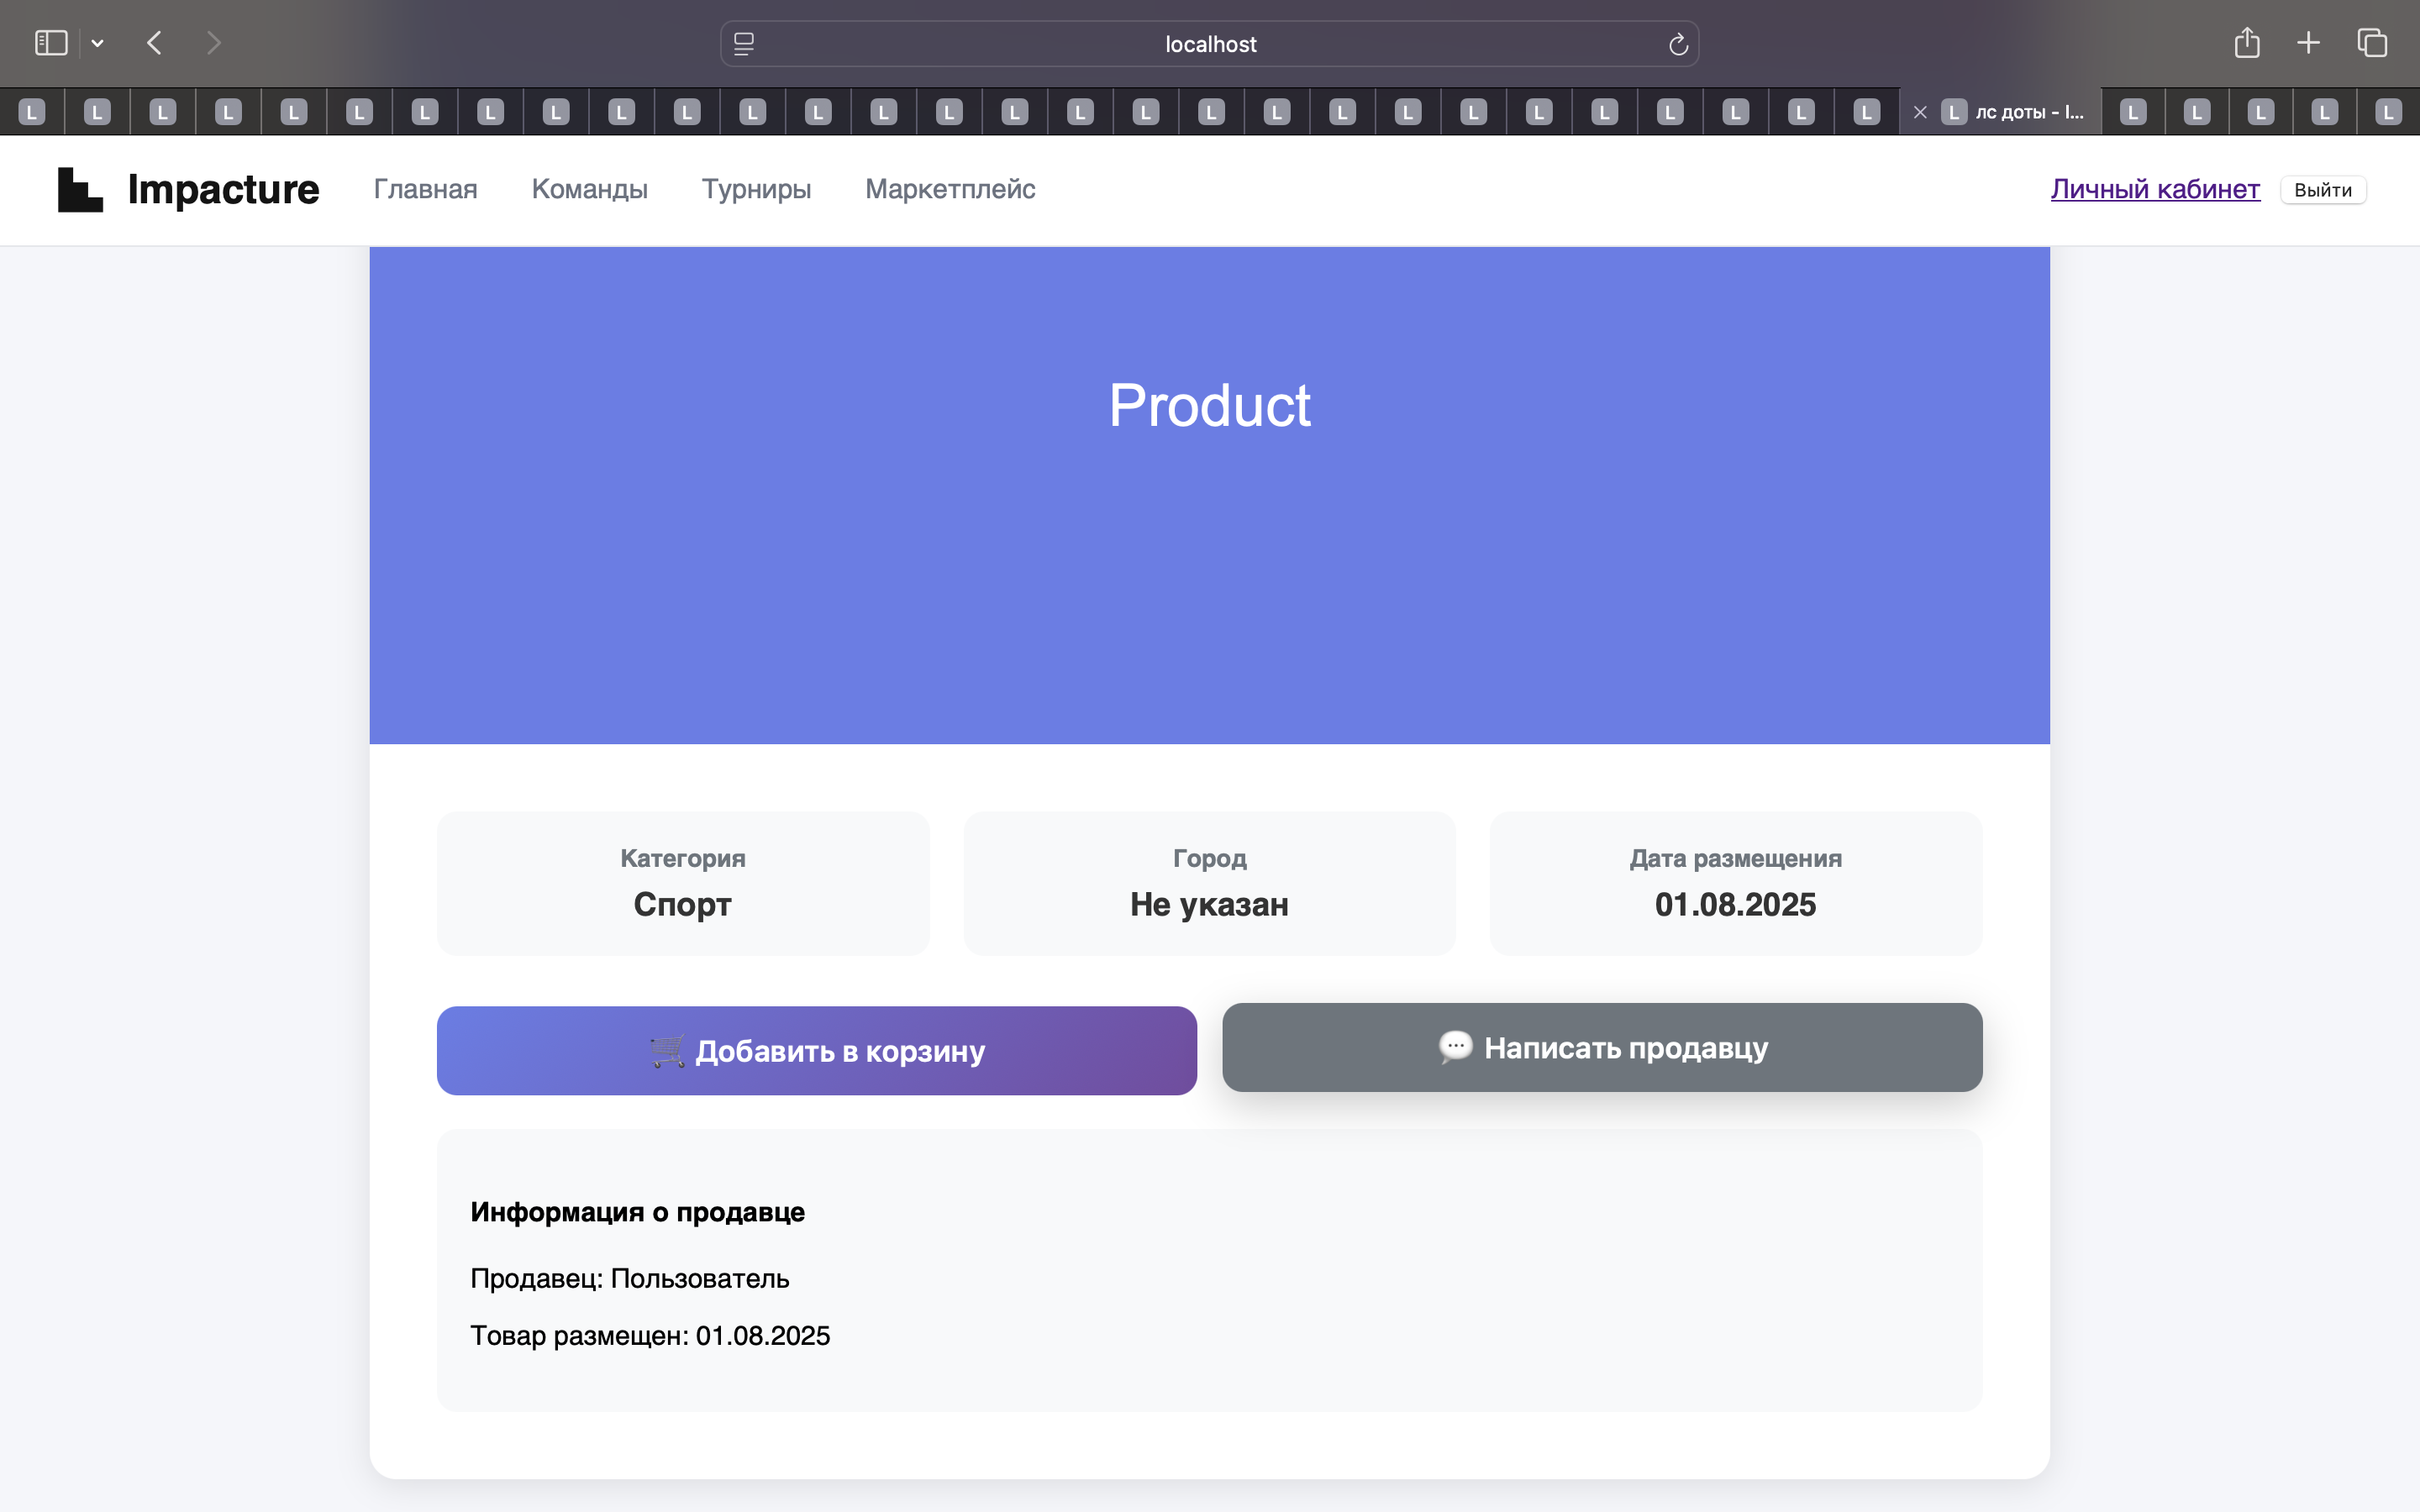 localhost
L L L L L L L L L L L L L L L L L L L L L L L L L L L L L L лс доты - I... L L L L L
Impacture Главная Команды Турниры Маркетплейс Личный кабинет Выйти
Product
Категория Город Дата размещения
Спорт Не указан 01.08.2025
🛒 Добавить в корзину 💬 Написать продавцу
Информация о продавце
Продавец: Пользователь
Товар размещен: 01.08.2025